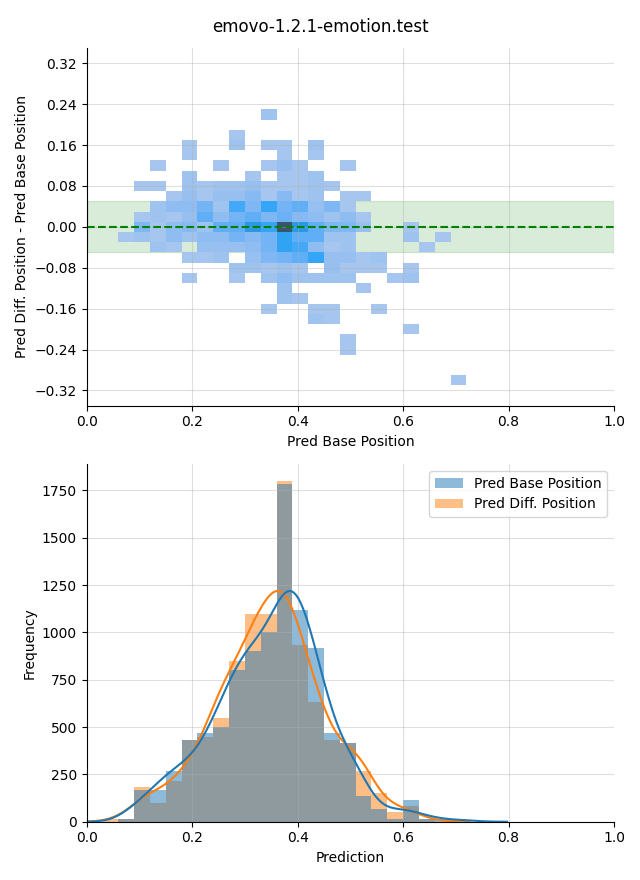 emovo-1.2.1-emotion.test
Pred Diff. Position - Pred Base Position
0.32
0.24
0.16
0.08
0.00
−0.08
−0.16
−0.24
−0.32
0.0 0.2 0.4 0.6 0.8 1.0
Pred Base Position
Pred Base Position
Pred Diff. Position
Frequency
1750
1500
1250
1000
750
500
250
0
0.0 0.2 0.4 0.6 0.8 1.0
Prediction